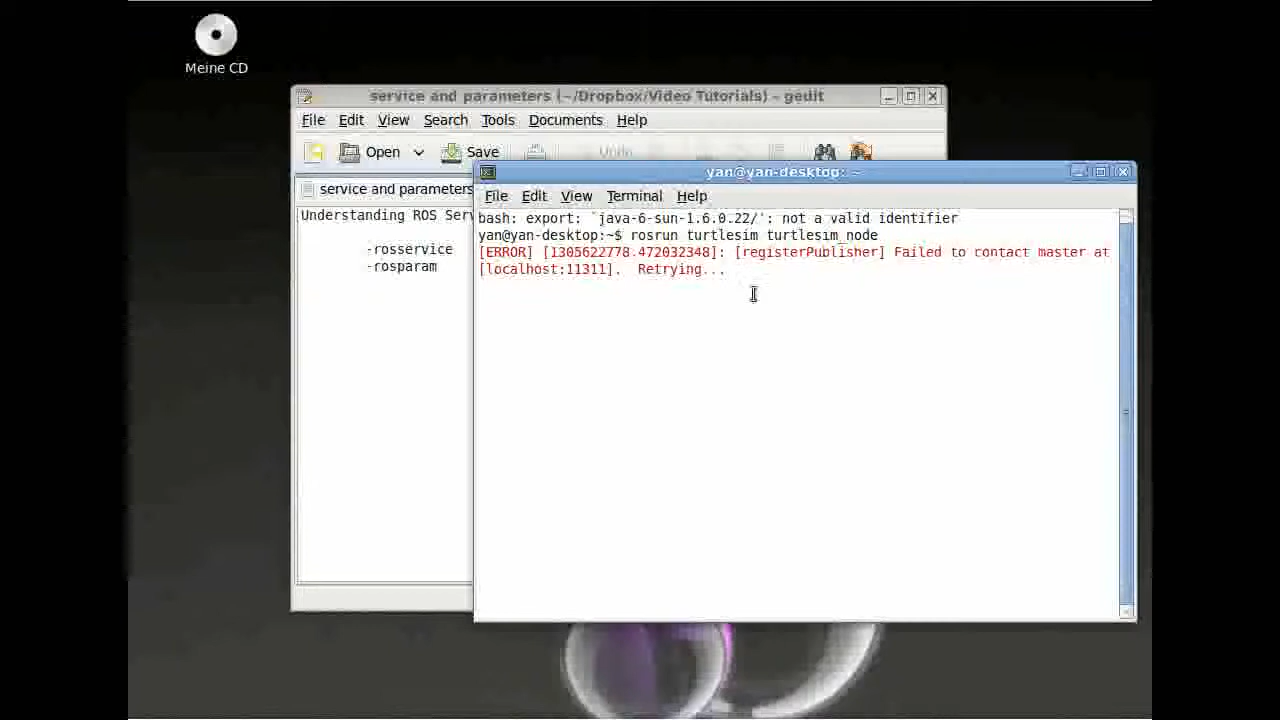 Meine CD
service and parameters (~/Dropbox/Video Tutorials) - gedit
File Edit View Search Tools Documents Help
Open Save Undo
service and parameters
Understanding ROS Serv
-rosservice
-rosparam
yan@yan-desktop: ~
File Edit View Terminal Help
bash: export: `java-6-sun-1.6.0.22/': not a valid identifier
yan@yan-desktop:~$ rosrun turtlesim turtlesim_node
[ERROR] [1305622778.472032348]: [registerPublisher] Failed to contact master at
[localhost:11311].  Retrying...